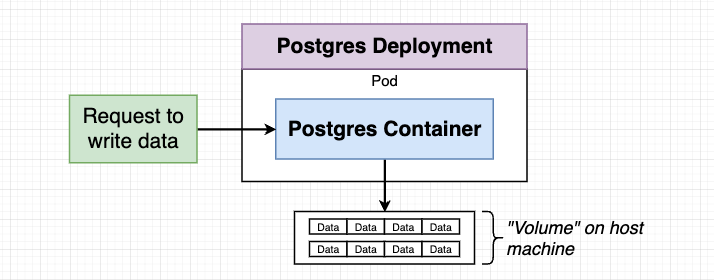 Postgres Deployment
Pod
Request to
write data
Postgres Container
Data Data Data Data
Data Data Data Data
"Volume" on host
machine